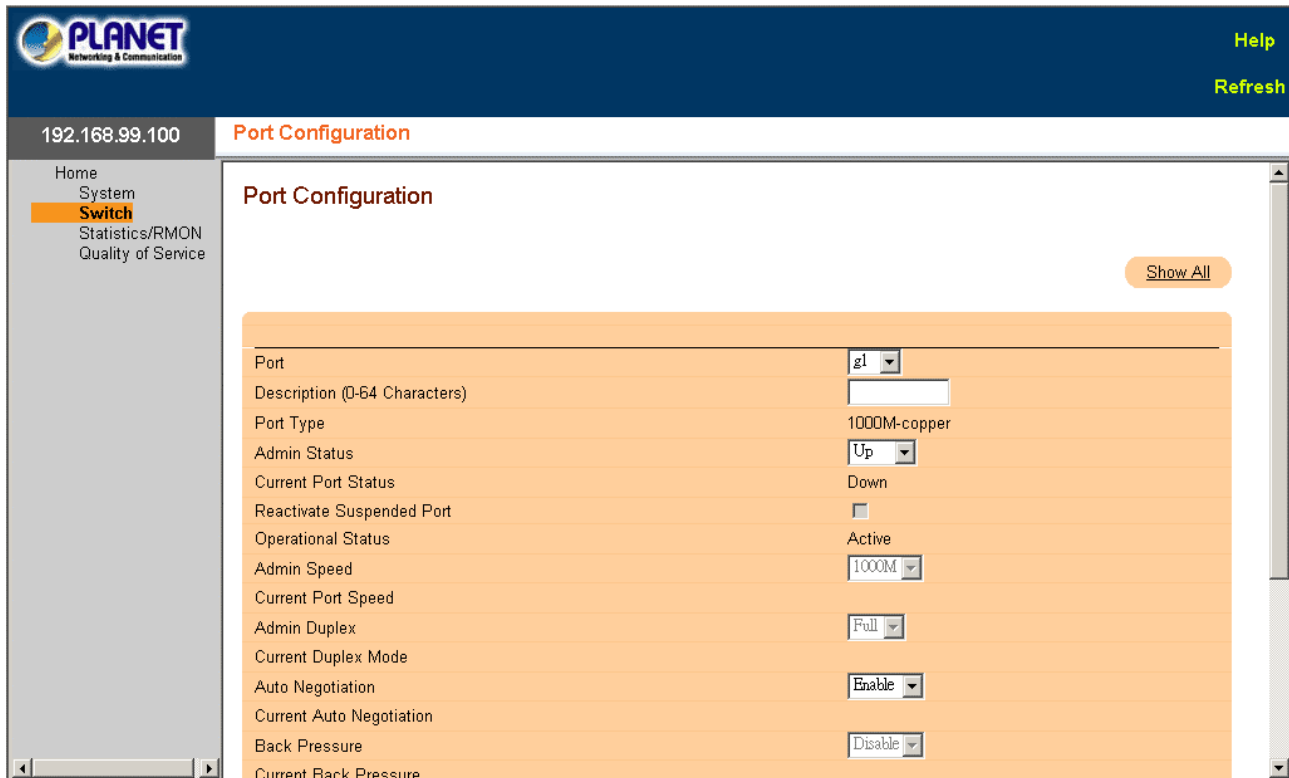 PLANET
Networking & Communication
Help
Refresh
192.168.99.100
Port Configuration
Home
System
Switch
Statistics/RMON
Quality of Service
Port Configuration
Show All
Port g1
Description (0-64 Characters)
Port Type 1000M-copper
Admin Status Up
Current Port Status Down
Reactivate Suspended Port
Operational Status Active
Admin Speed 1000M
Current Port Speed
Admin Duplex Full
Current Duplex Mode
Auto Negotiation Enable
Current Auto Negotiation
Back Pressure Disable
Current Back Pressure